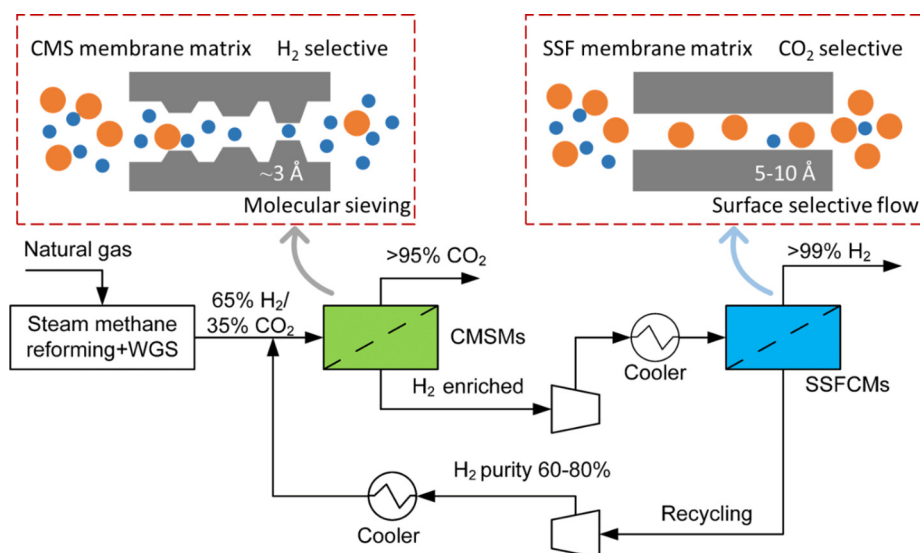 CMS membrane matrix
H₂ selective
~3 Å
Molecular sieving
SSF membrane matrix
CO₂ selective
5-10 Å
Surface selective flow
Natural gas
Steam methane
reforming+WGS
65% H₂/
35% CO₂
>95% CO₂
CMSMs
H₂ enriched
Cooler
>99% H₂
SSFCMs
H₂ purity 60-80%
Cooler
Recycling